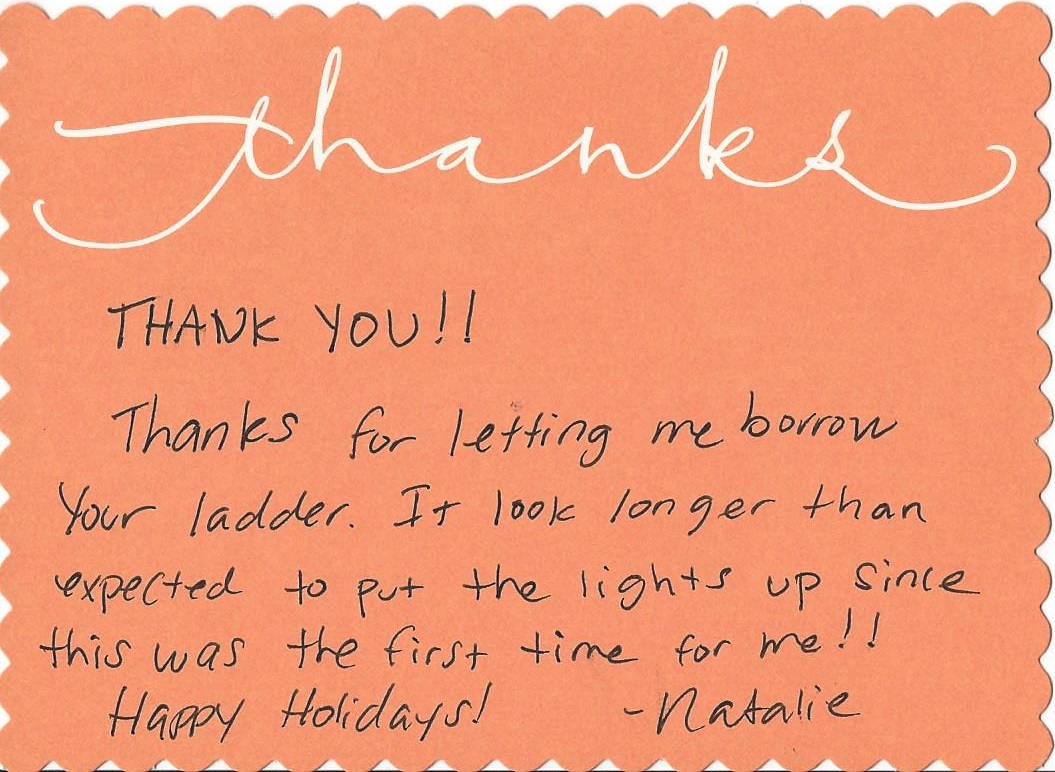 thanks
THANK YOU!!
Thanks for letting me borrow
your ladder. It look longer than
expected to put the lights up since
this was the first time for me!!
Happy Holidays! -Natalie